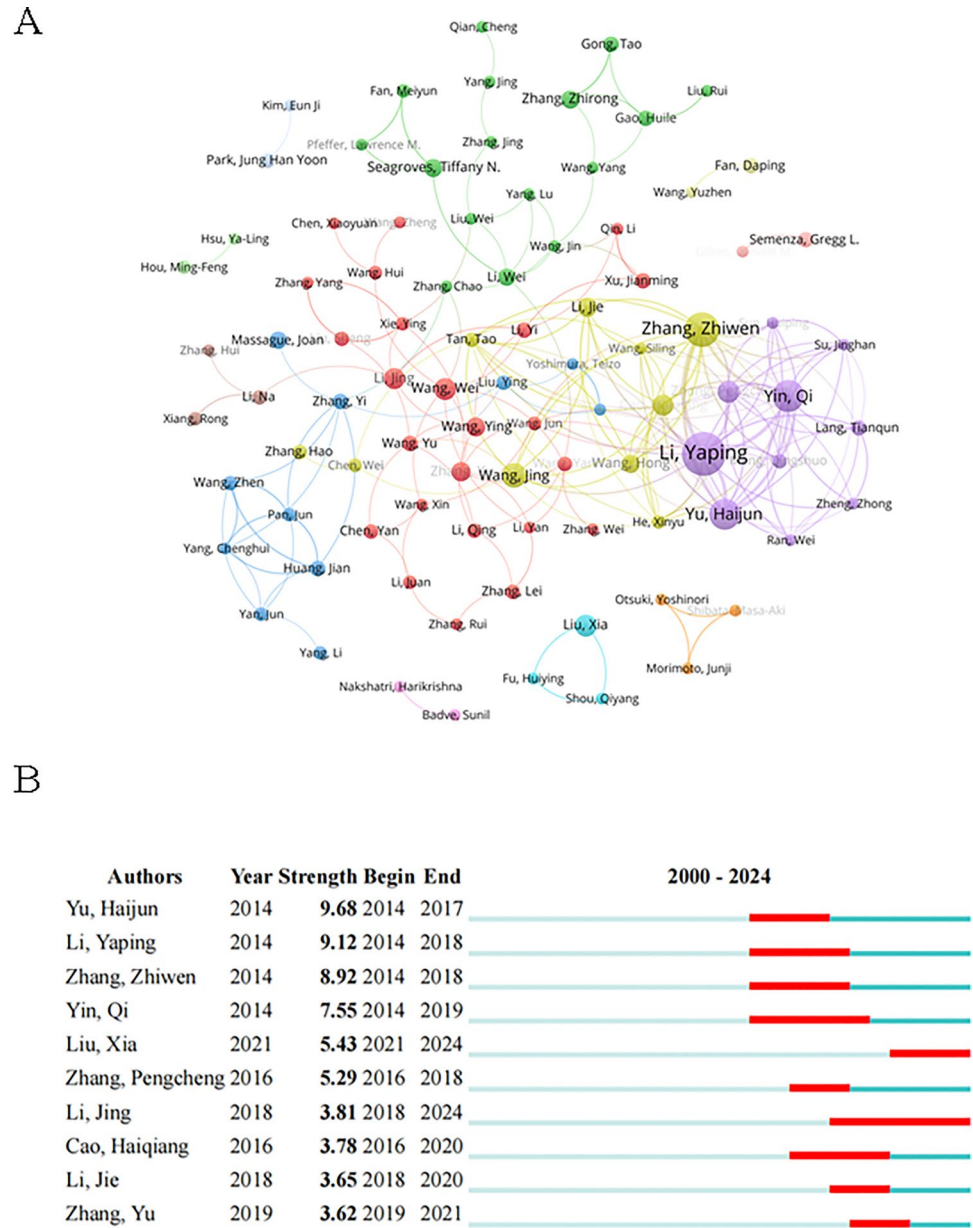 A
Qian, Cheng
Gong, Tao
Fan, Meiyun
Yang, Jing
Zhang, Zhirong
Liu, Rui
Kim, Eun Ji
Gao, Huile
Pfeffer, Lawrence M.
Zhang, Jing
Park, Jung Han Yoon
Seagroves, Tiffany N.
Wang, Yang
Fan, Daping
Yang, Lu
Wang, Yuzhen
Chen, Xiaoyuan
Liu, Wei
Qin, Li
Hsu, Ya-Ling
Wang, Jin
Semenza, Gregg L.
Hou, Ming-Feng
Wang, Hui
Li, Wei
Zhang, Yang
Zhang, Chao
Xu, Jianming
Li, Jie
Xie, Ying
Li, Yi
Zhang, Zhiwen
Massague, Joan
Tan, Tao
Su, Jinghan
Zhang, Hui
Wang, Siling
Yoshimura, Teizo
Li, Jing
Wang, Wei
Liu, Ying
Li, Na
Zhang, Yi
Yin, Qi
Xiang, Rong
Wang, Ying
Wang, Jun
Lang, Tianqun
Wang, Yu
Zhang, Hao
Li, Yaping
Chen, Wei
Wang, Jing
Wang, Hong
Wang, Zhen
Wang, Xin
Zheng, Zhong
Pan, Jun
Yu, Haijun
He, Xinyu
Chen, Yan
Li, Qing
Li, Yan
Zhang, Wei
Ran, Wei
Yang, Chenghui
Huang, Jian
Li, Juan
Zhang, Lei
Otsuki, Yoshinori
Shibata, Masa-Aki
Yan, Jun
Zhang, Rui
Liu, Xia
Yang, Li
Morimoto, Junji
Fu, Huiying
Nakshatri, Harikrishna
Shou, Qiyang
Badve, Sunil
B
Authors Year Strength Begin End 2000 - 2024
Yu, Haijun 2014 9.68 2014 2017
Li, Yaping 2014 9.12 2014 2018
Zhang, Zhiwen 2014 8.92 2014 2018
Yin, Qi 2014 7.55 2014 2019
Liu, Xia 2021 5.43 2021 2024
Zhang, Pengcheng 2016 5.29 2016 2018
Li, Jing 2018 3.81 2018 2024
Cao, Haiqiang 2016 3.78 2016 2020
Li, Jie 2018 3.65 2018 2020
Zhang, Yu 2019 3.62 2019 2021